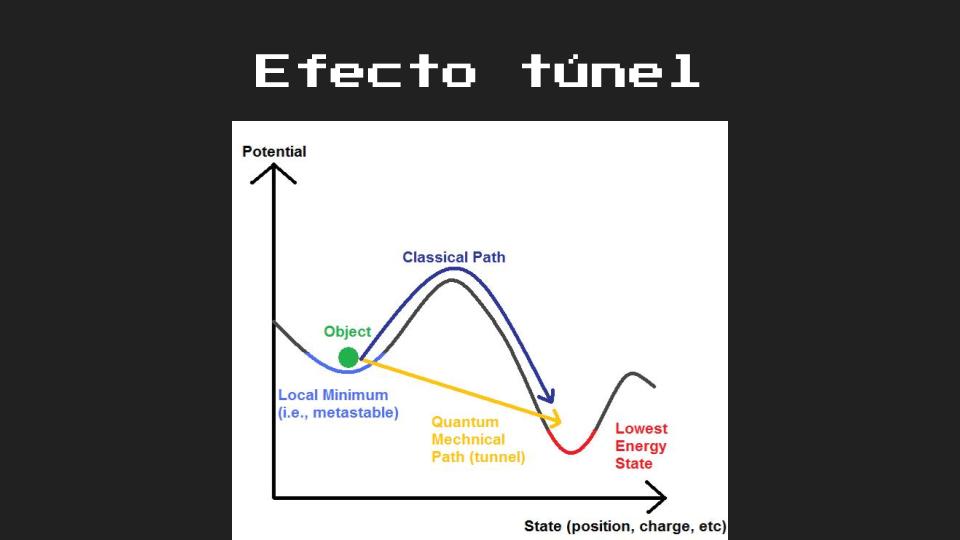 Efecto túnel
Potential
Classical Path
Object
Local Minimum
(i.e., metastable)
Quantum
Mechnical
Path (tunnel)
Lowest
Energy
State
State (position, charge, etc)